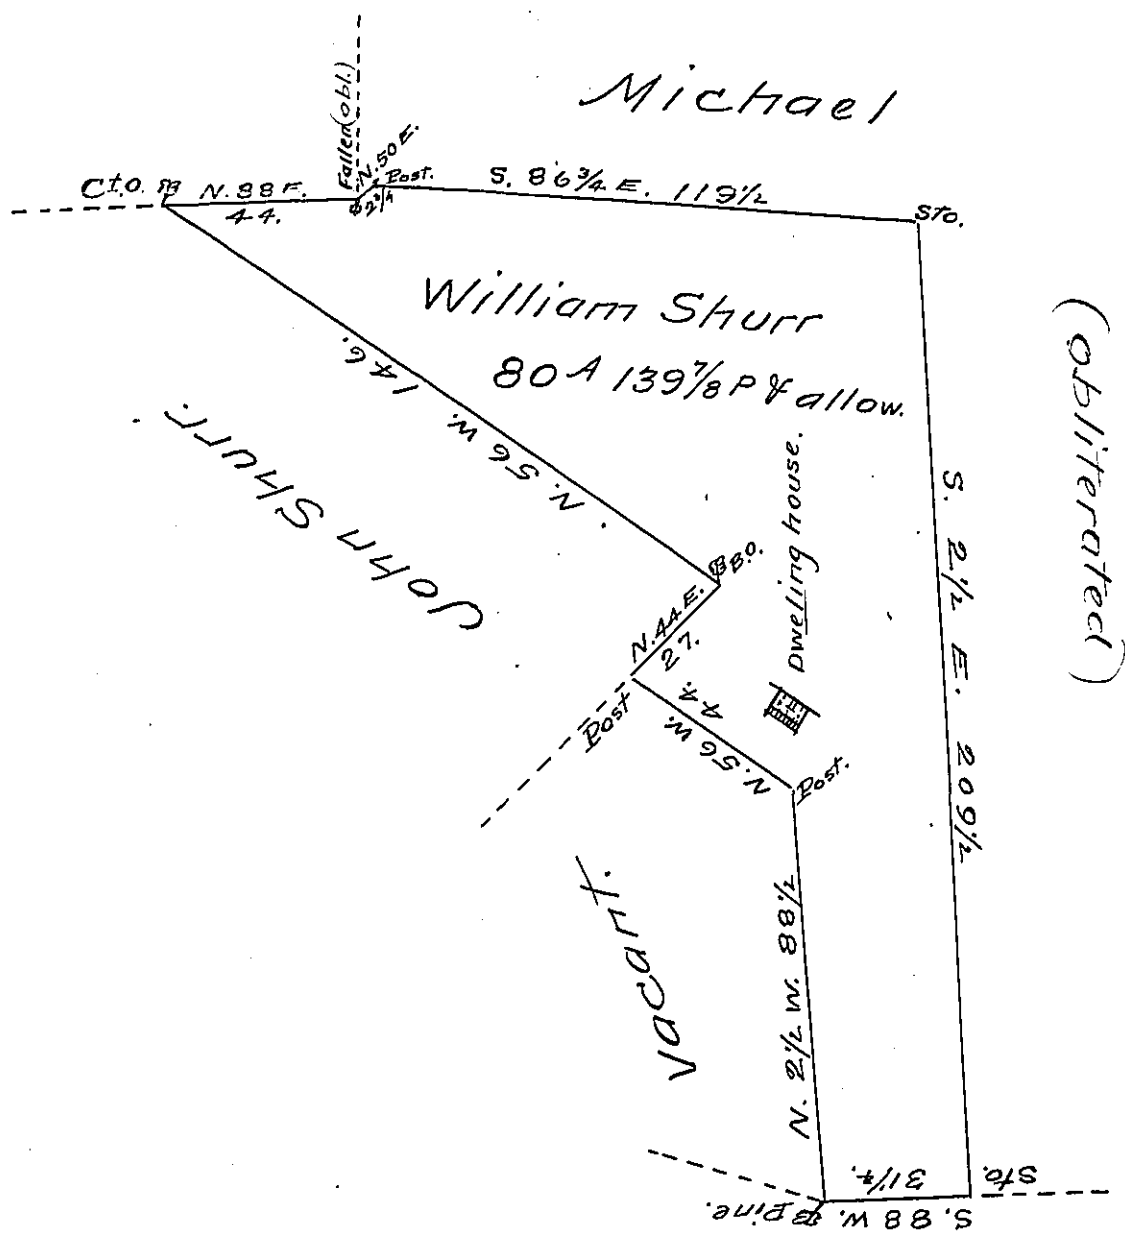 Michael
Fallen (obl.)
N. 50 E.
Post.
2 3/4
Ct.O.
N. 88 E.
44.
S. 86 3/4 E. 119 1/2
Sto.
William Shurr
80 A 139 7/8 P & allow.
(obliterated)
S. 2 1/2 E. 209 1/2
N. 56 W. 146.
John Shurr.
B.O.
Dweling house.
N. 44 E.
27.
Post
N. 56 W. 44.
Post.
Vacant.
N. 2 1/2 W. 88 1/2
Sto.
31 1/4.
S. 88 W.
Pine.